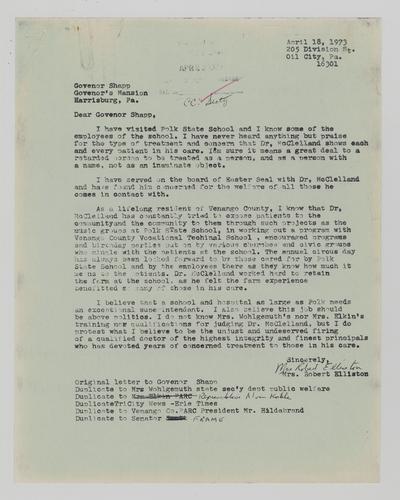 April 18, 1973
205 Division St.
Oil City, Pa.
16301
Govenor Shapp
Govenor's Mansion
Harrisburg, Pa.
Dear Govenor Shapp,
I have visited Polk State School and I know some of the
employees of the school. I have never heard anything but praise
for the type of treatment and concern that Dr. McClelland shows each
and every patient in his care. I'm sure it means a great deal to a
retarded person to be treated as a person, and as a person with
a name, not as an inaminate object.
I have served on the board of Easter Seal with Dr. McClelland
and have found him concerned for the welfare of all those he
comes in contact with.
As a lifelong resident of Venango County, I know that Dr.
McClelland has constantly tried to expose patients to the
community and the community to them through such projects as the
music groups at Polk State School, in working out a program with
Venango County Vocational Techinal School, encouraged programs
and birthday parties put on by various churches and civic groups
who mingle with the patients at the school. The annual circus day
has always been looked forward to by those cared for by Polk
State School and by the employees there as they know how much it
means to the patients. Dr. McClelland worked hard to retain
the farm at the school, as he felt the farm experience
benefitted so many of those in his care.
I believe that a school and hospital as large as Polk needs
an exceptional superintendent. I also believe this job should
be above politics. I do not know Mrs. Wohlgemuth's nor Mrs. Elkin's
training nor qualifications for judging Dr. McClelland, but I do
protest what I believe to be the unjust and undeserved firing
of a qualified doctor of the highest integrity and finest principals
who has devoted years of concerned treatment to those in his care.
Sincerely,
Mrs Robert Elliston
Mrs. Robert Elliston
Original letter to Govenor Shapp
Duplicate to Mrs Wohlgemuth state sec'y dept public welfare
Duplicate to Mrs Elkin PARC
Duplicate TriCity News -Erie Times
Duplicate to Venango Co. PARC President Mr. Hildebrand
Duplicate to Senator FRAME